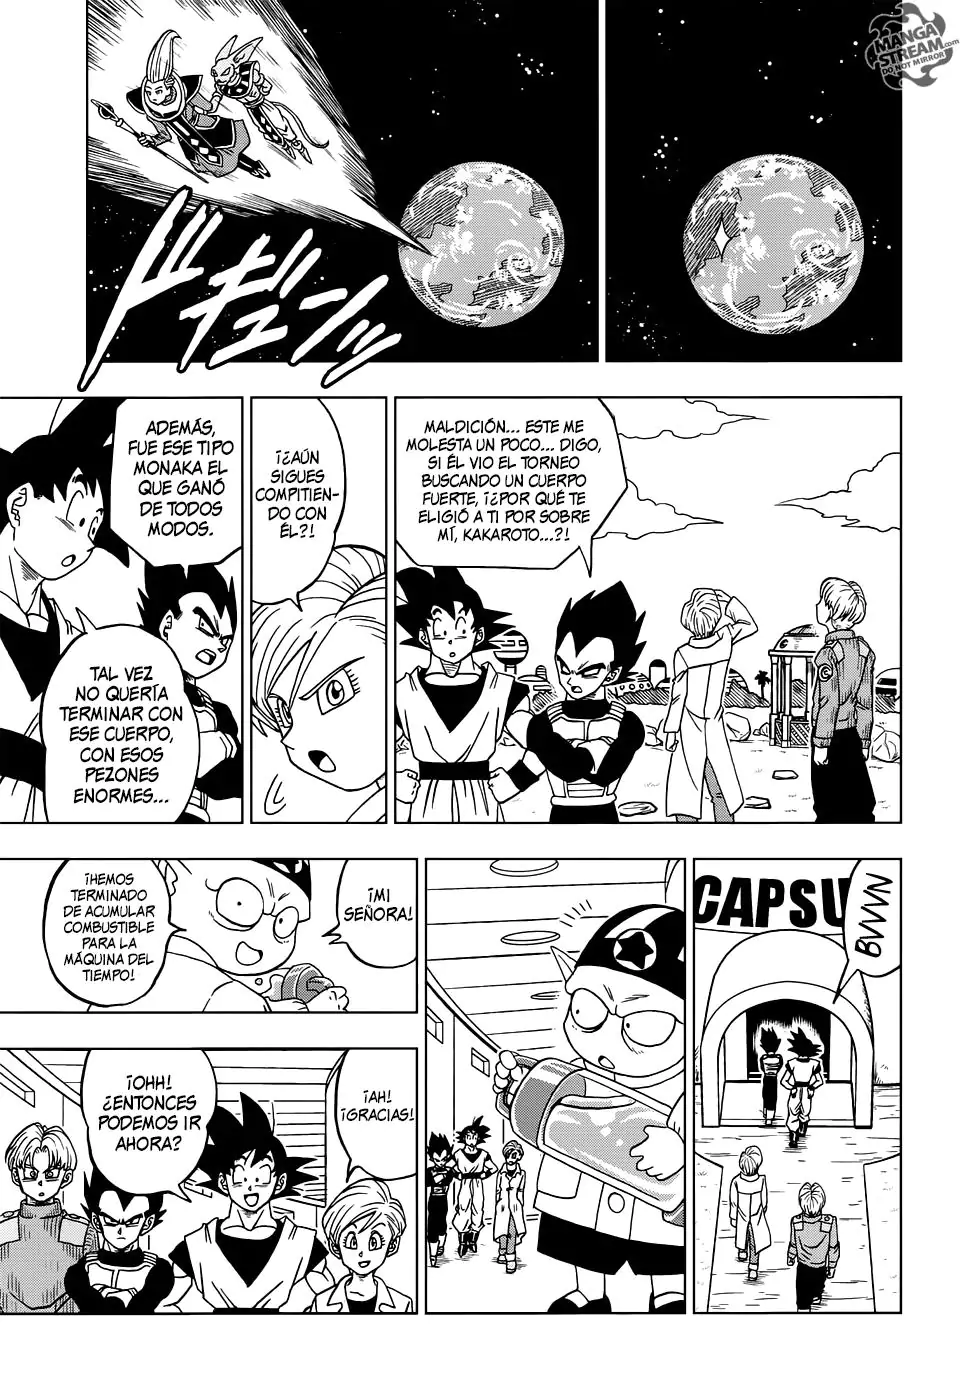 MANGA
STREAM.com
DO NOT MIRROR
ドギューンッ
MALDICIÓN... ESTE ME
MOLESTA UN POCO... DIGO,
SI ÉL VIO EL TORNEO
BUSCANDO UN CUERPO
FUERTE, ¡¿POR QUÉ TE
ELIGIÓ A TI POR SOBRE
MÍ, KAKAROTO...?!
¡¿AÚN
SIGUES
COMPITIEN-
DO CON
ÉL?!
ADEMÁS,
FUE ESE TIPO
MONAKA EL
QUE GANÓ
DE TODOS
MODOS.
TAL VEZ
NO QUERÍA
TERMINAR CON
ESE CUERPO,
CON ESOS
PEZONES
ENORMES...
CAPSU
BVVVN
¡MI
SEÑORA!
¡HEMOS
TERMINADO
DE ACUMULAR
COMBUSTIBLE
PARA LA
MÁQUINA DEL
TIEMPO!
¡AH!
¡GRACIAS!
¡OHH!
¿ENTONCES
PODEMOS IR
AHORA?